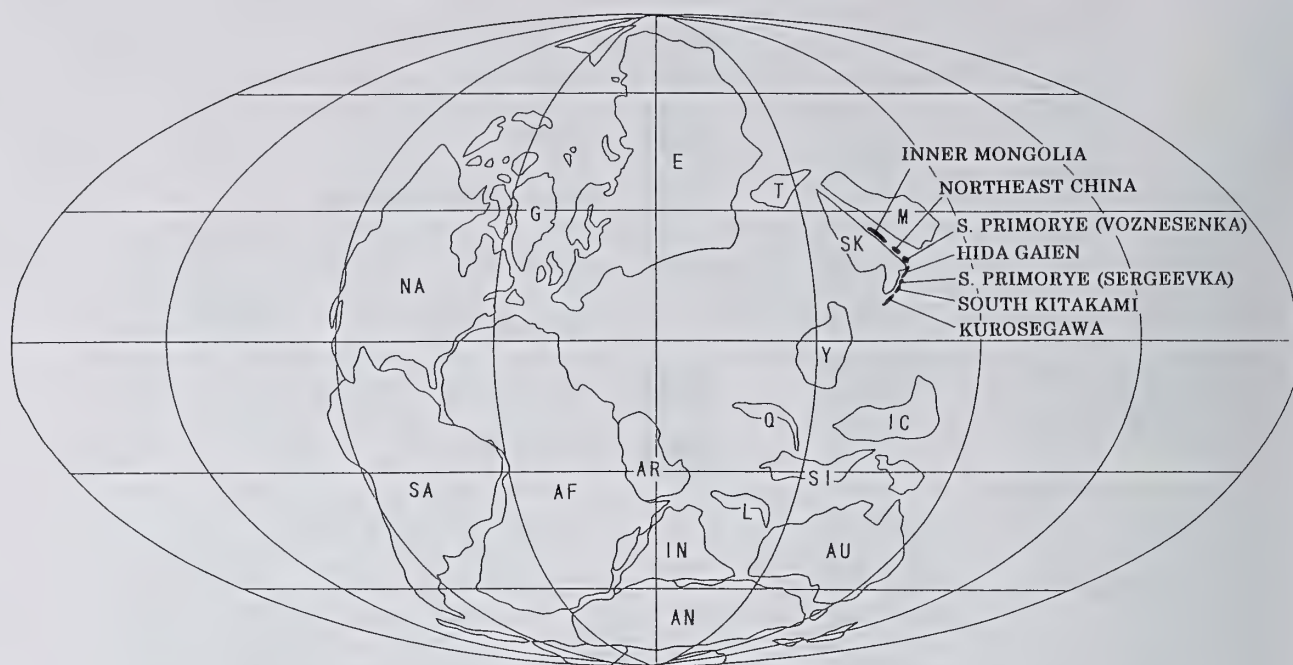 INNER MONGOLIA
NORTHEAST CHINA
E
T
M
S. PRIMORYE (VOZNESENKA)
G
SK
HIDA GAIEN
S. PRIMORYE (SERGEEVKA)
NA
SOUTH KITAKAMI
KUROSEGAWA
Y
Q
IC
AR
SI
SA
AF
L
IN
AU
AN